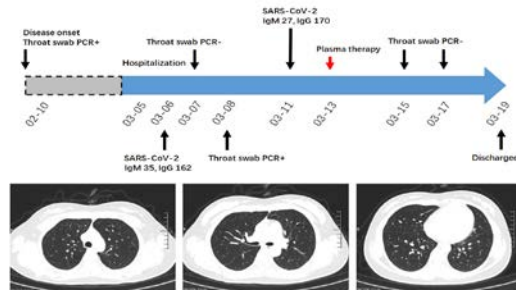 SARS-CoV-2
IgM 27, IgG 170
Disease onset
Throat swab PCR+
Throat swab PCR-
Plasma therapy
Throat swab PCR-
Hospitalization
02-10
03-05
03-06
03-07
03-08
03-11
03-13
03-15
03-17
03-19
SARS-CoV-2
IgM 35, IgG 162
Throat swab PCR+
Discharged